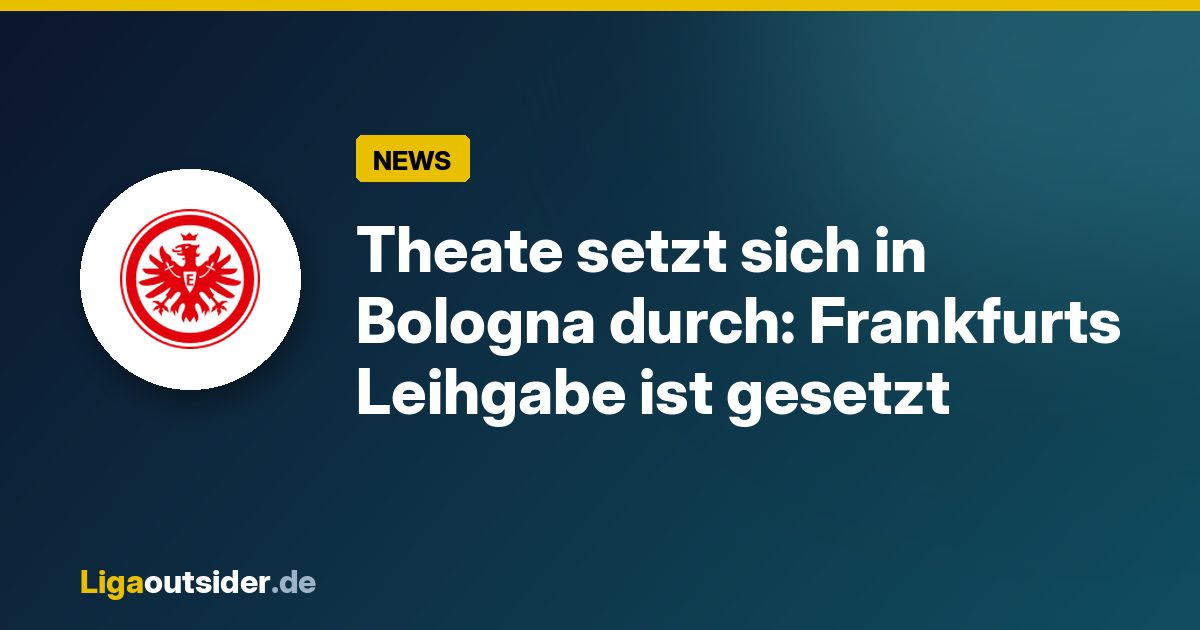 NEWS
Theate setzt sich in
Bologna durch: Frankfurts
Leihgabe ist gesetzt
E
Ligaoutsider.de